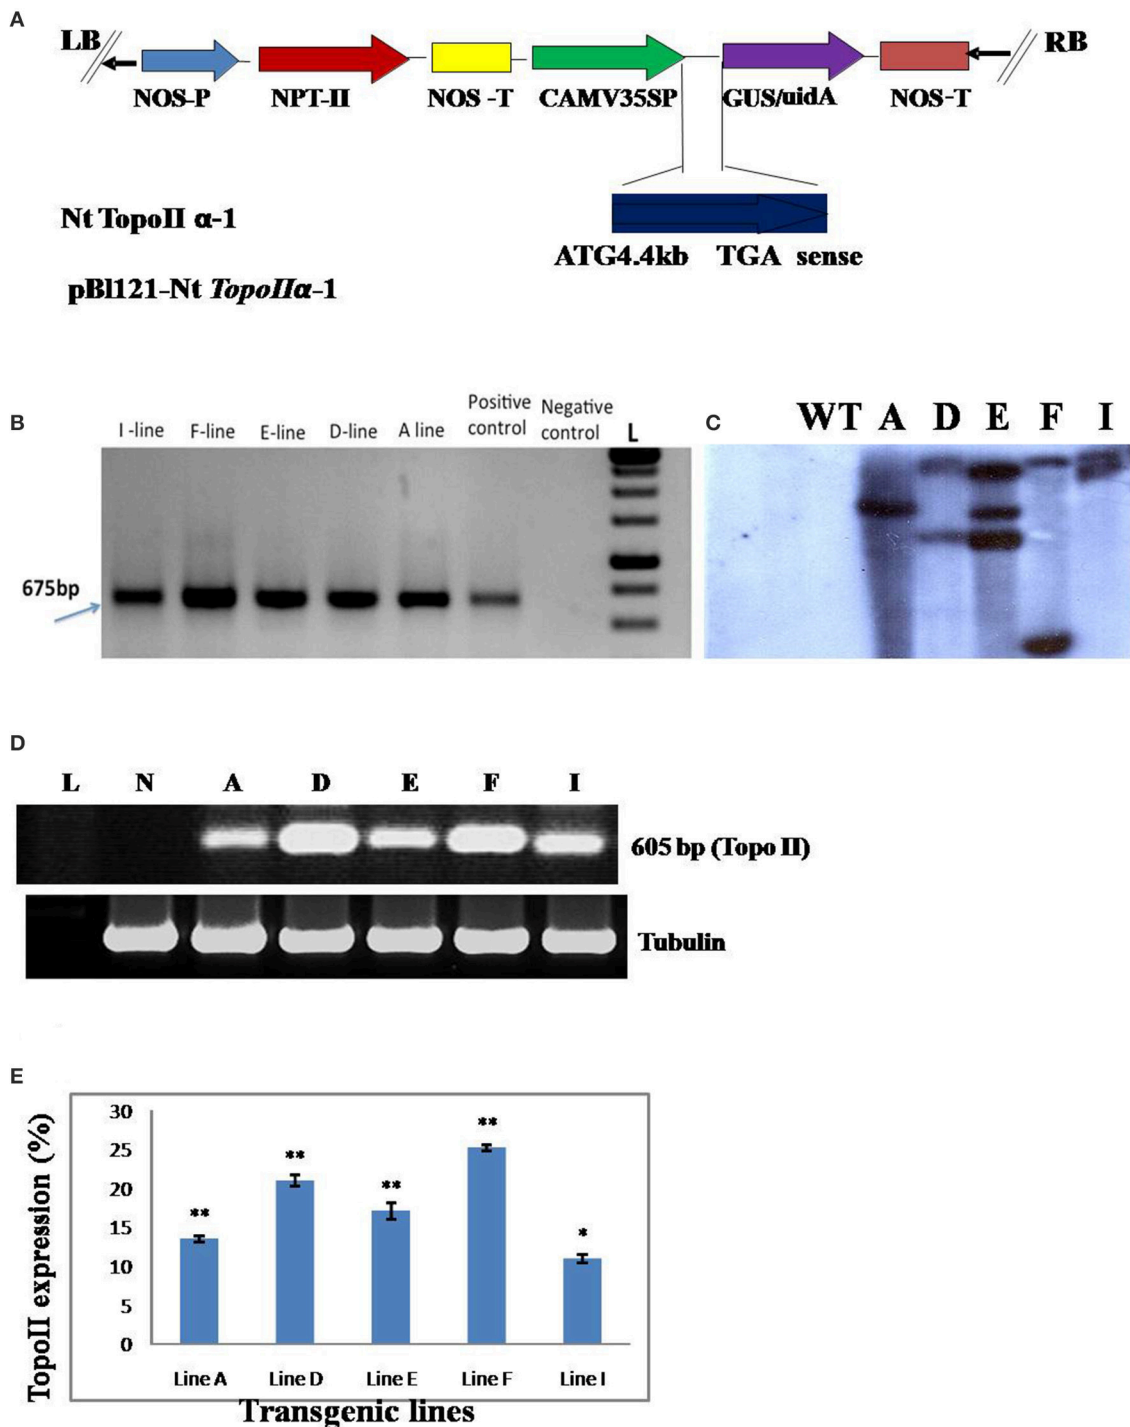 A
LB
RB
NOS-P NPT-II NOS -T CAMV35SP GUS/uidA NOS-T
Nt TopoII α-1
ATG4.4kb TGA sense
pBl121-Nt TopoIIα-1
B
I -line F-line E-line D-line A line Positive control Negative control L
675bp
C
WT A D E F I
D
L N A D E F I
605 bp (Topo II)
Tubulin
E
TopoII expression (%)
30
25
20
15
10
5
0
** ** ** ** *
Line A Line D Line E Line F Line I
Transgenic lines